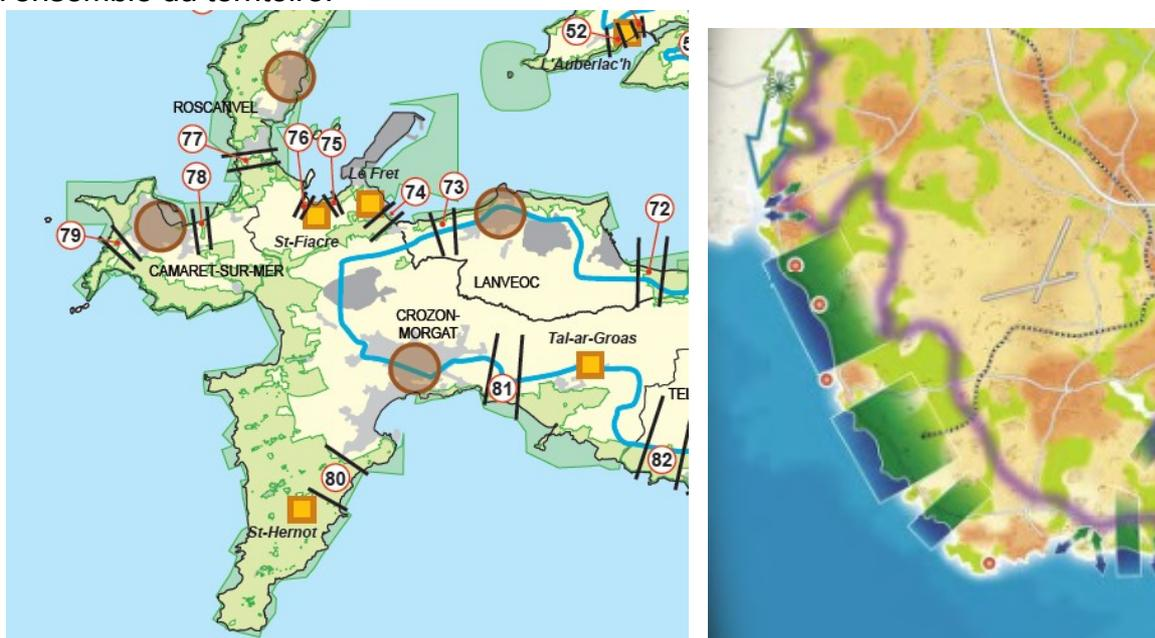 l'ensemble du territoire.
52
L'Auberlac'h
5
ROSCANVEL
77
76
75
Le Fret
78
74
73
72
79
St-Fiacre
CAMARET-SUR-MER
LANVEOC
CROZON-
MORGAT
Tal-ar-Groas
81
TEL
82
80
St-Hernot